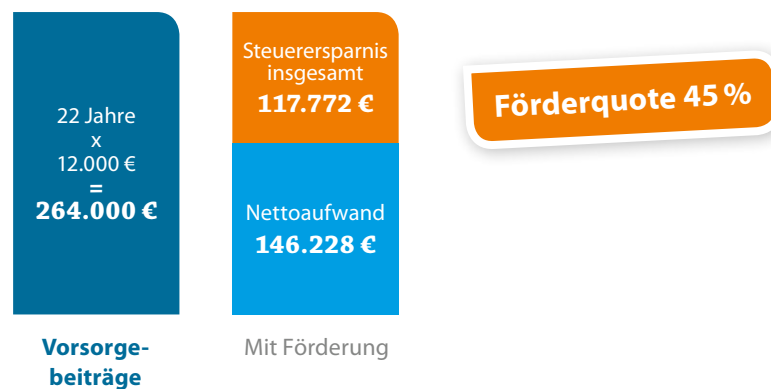 22 Jahre
x
12.000 €
=
264.000 €
Vorsorge-
beiträge
Steuerersparnis
insgesamt
117.772 €
Nettoaufwand
146.228 €
Mit Förderung
Förderquote 45 %